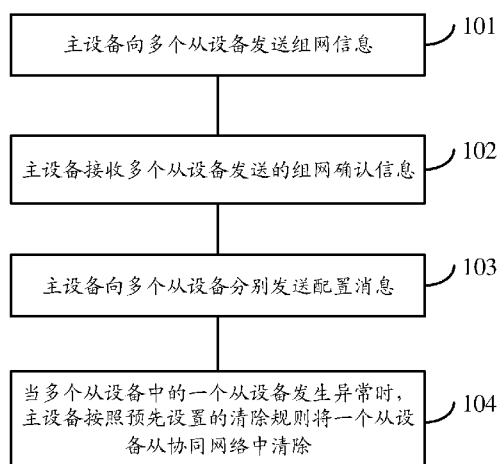 主设备向多个从设备发送组网信息
101
主设备接收多个从设备发送的组网确认信息
102
主设备向多个从设备分别发送配置消息
103
当多个从设备中的一个从设备发生异常时，
主设备按照预先设置的清除规则将一个从设
备从协同网络中清除
104